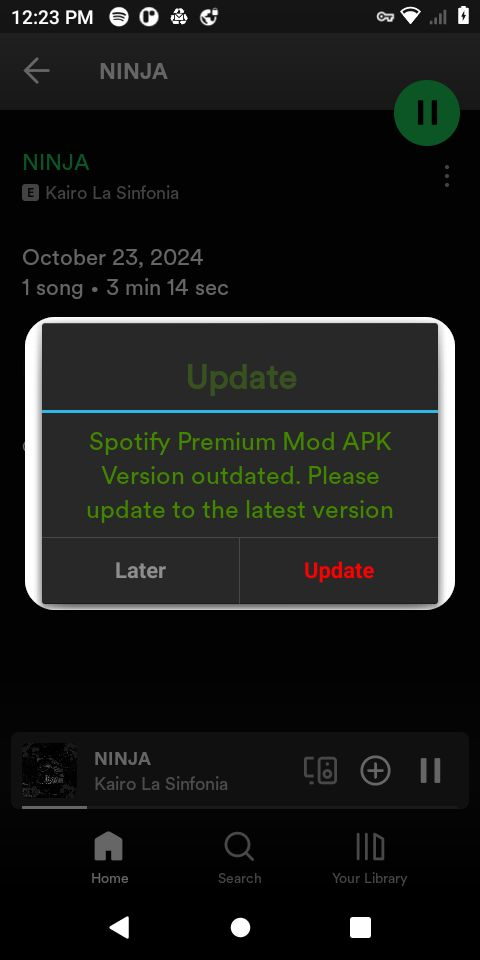 12:23 PM
NINJA
NINJA
E Kairo La Sinfonia
October 23, 2024
1 song • 3 min 14 sec
Update
Spotify Premium Mod APK
Version outdated. Please
update to the latest version
Later
Update
NINJA
Kairo La Sinfonia
Home
Search
Your Library